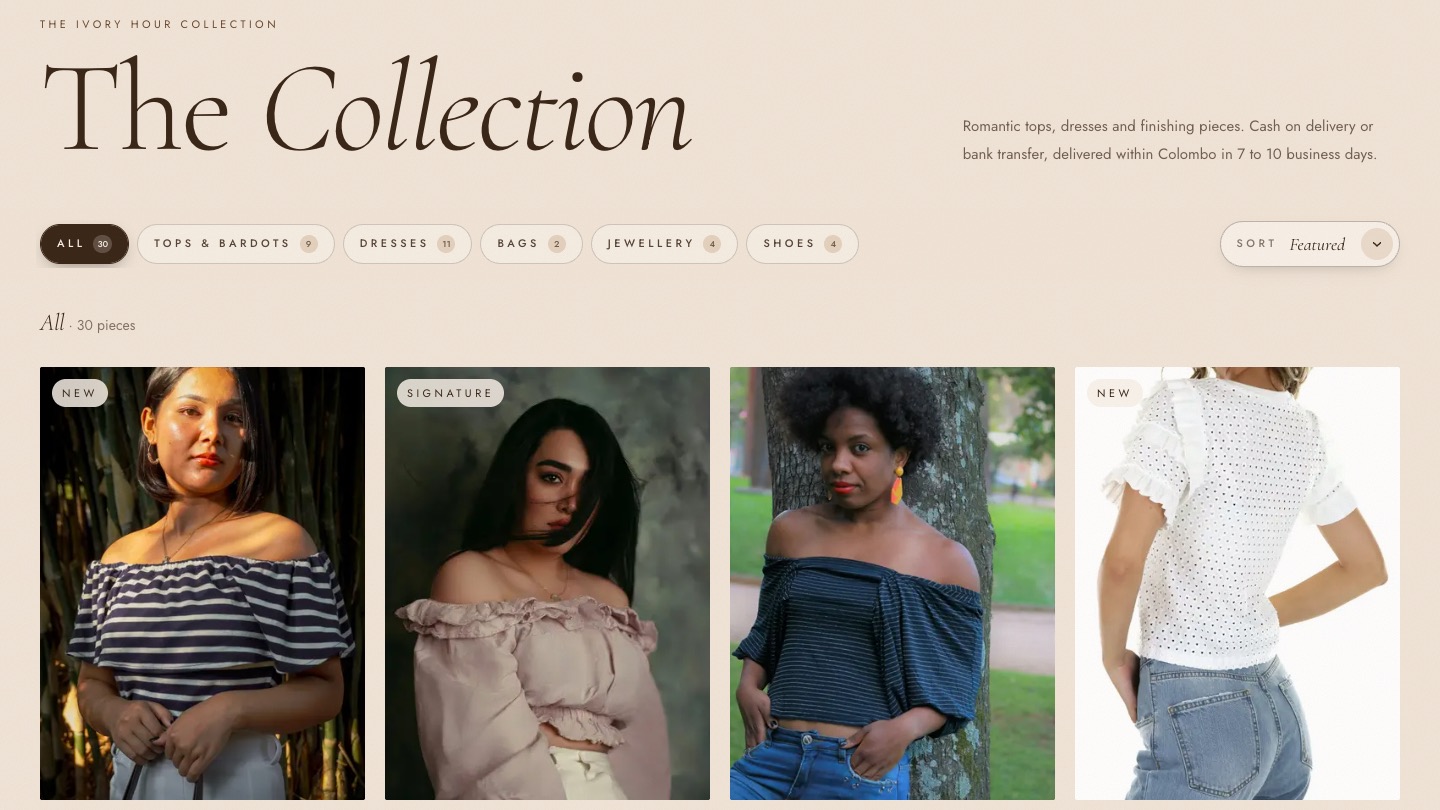 THE IVORY HOUR COLLECTION
The Collection
Romantic tops, dresses and finishing pieces. Cash on delivery or
bank transfer, delivered within Colombo in 7 to 10 business days.
ALL 30 TOPS & BARDOTS 9 DRESSES 11 BAGS 2 JEWELLERY 4 SHOES 4 SORT Featured
All · 30 pieces
NEW SIGNATURE NEW